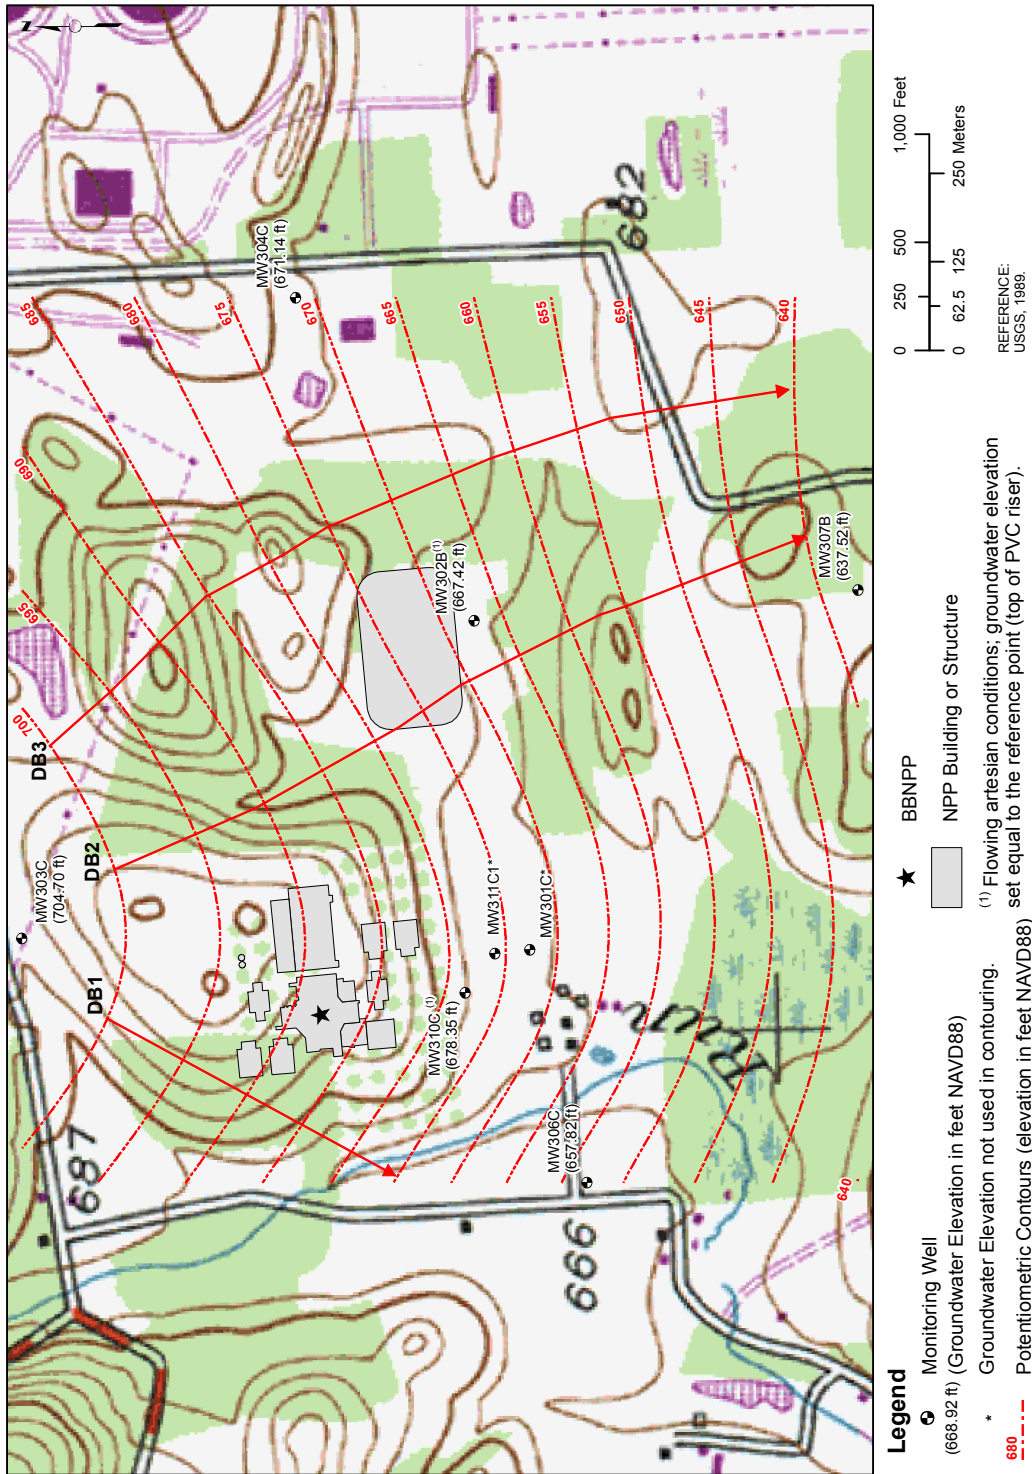 N
685
680
675
670
665
660
655
650
645
640
690
695
700
640
DB3
DB2
DB1
MW303C
(704.70 ft)
MW304C
(671.14 ft)
682
MW302B(1)
(667.42 ft)
MW307B
(637.52 ft)
MW311C1*
MW301C*
MW310C (1)
(678.35 ft)
MW306C
(657.82 ft)
687
666
Run
Legend
Monitoring Well
(668.92 ft) (Groundwater Elevation in feet NAVD88)
* Groundwater Elevation not used in contouring.
680 Potentiometric Contours (elevation in feet NAVD88)
BBNPP
NPP Building or Structure
(1) Flowing artesian conditions; groundwater elevation
set equal to the reference point (top of PVC riser).
0 250 500 1,000 Feet
0 62.5 125 250 Meters
REFERENCE:
USGS, 1989.